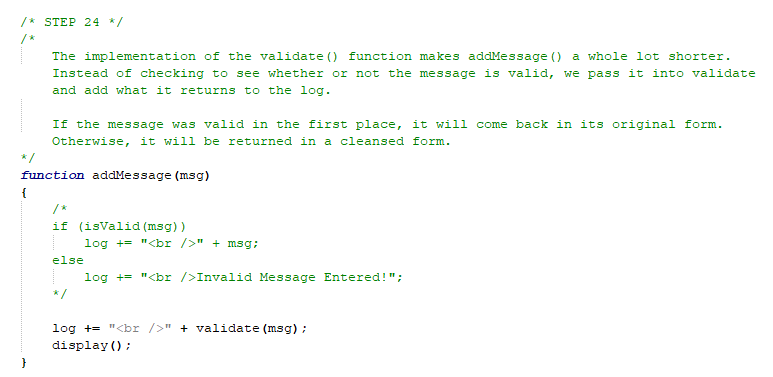 /* STEP 24 */
/*
The implementation of the validate() function makes addMessage() a whole lot shorter.
Instead of checking to see whether or not the message is valid, we pass it into validate
and add what it returns to the log.
If the message was valid in the first place, it will come back in its original form.
Otherwise, it will be returned in a cleansed form.
*/
function addMessage(msg)
{
/*
if (isValid(msg))
log += "<br />" + msg;
else
log += "<br />Invalid Message Entered!";
*/
log += "<br />" + validate(msg);
display();
}